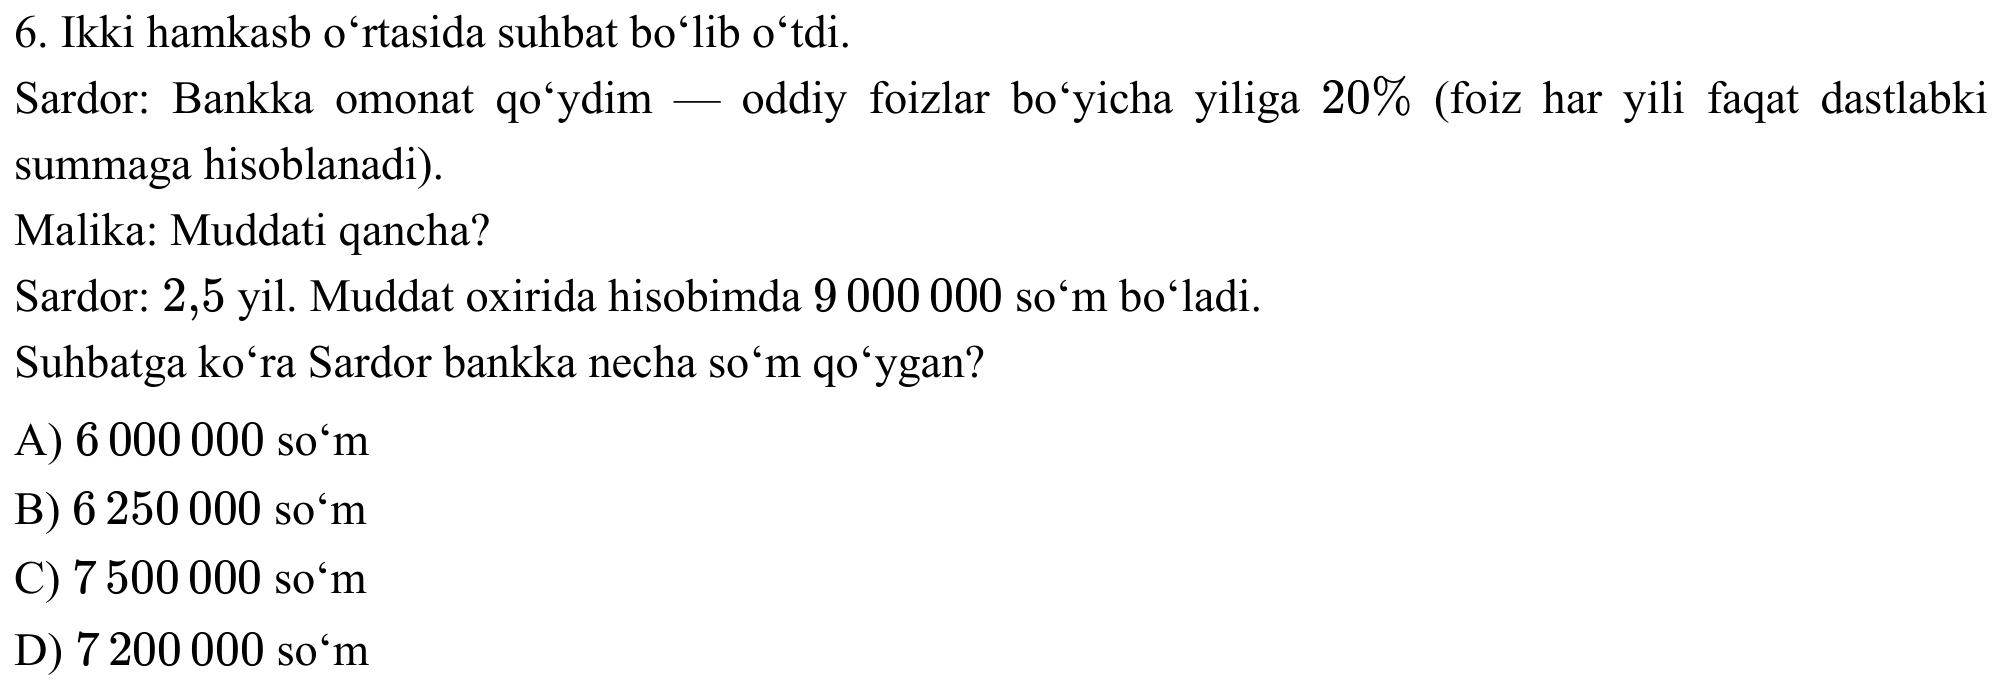 6. Ikki hamkasb o‘rtasida suhbat bo‘lib o‘tdi.
Sardor: Bankka omonat qo‘ydim — oddiy foizlar bo‘yicha yiliga 20% (foiz har yili faqat dastlabki
summaga hisoblanadi).
Malika: Muddati qancha?
Sardor: 2,5 yil. Muddat oxirida hisobimda 9 000 000 so‘m bo‘ladi.
Suhbatga ko‘ra Sardor bankka necha so‘m qo‘ygan?
A) 6 000 000 so‘m
B) 6 250 000 so‘m
C) 7 500 000 so‘m
D) 7 200 000 so‘m